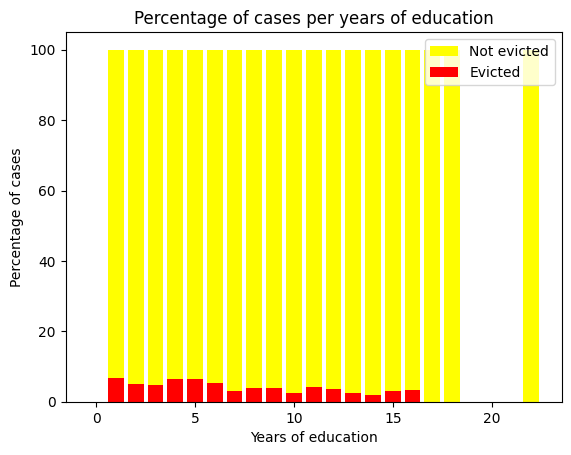 Percentage of cases per years of education
Not evicted
Evicted
100
80
60
40
20
0
Percentage of cases
0 5 10 15 20
Years of education